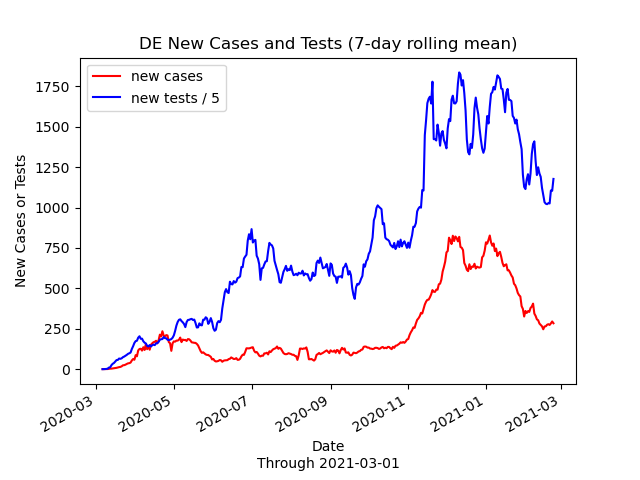 DE New Cases and Tests (7-day rolling mean)
new cases
new tests / 5
New Cases or Tests
1750
1500
1250
1000
750
500
250
0
2020-03
2020-05
2020-07
2020-09
2020-11
2021-01
2021-03
Date
Through 2021-03-01